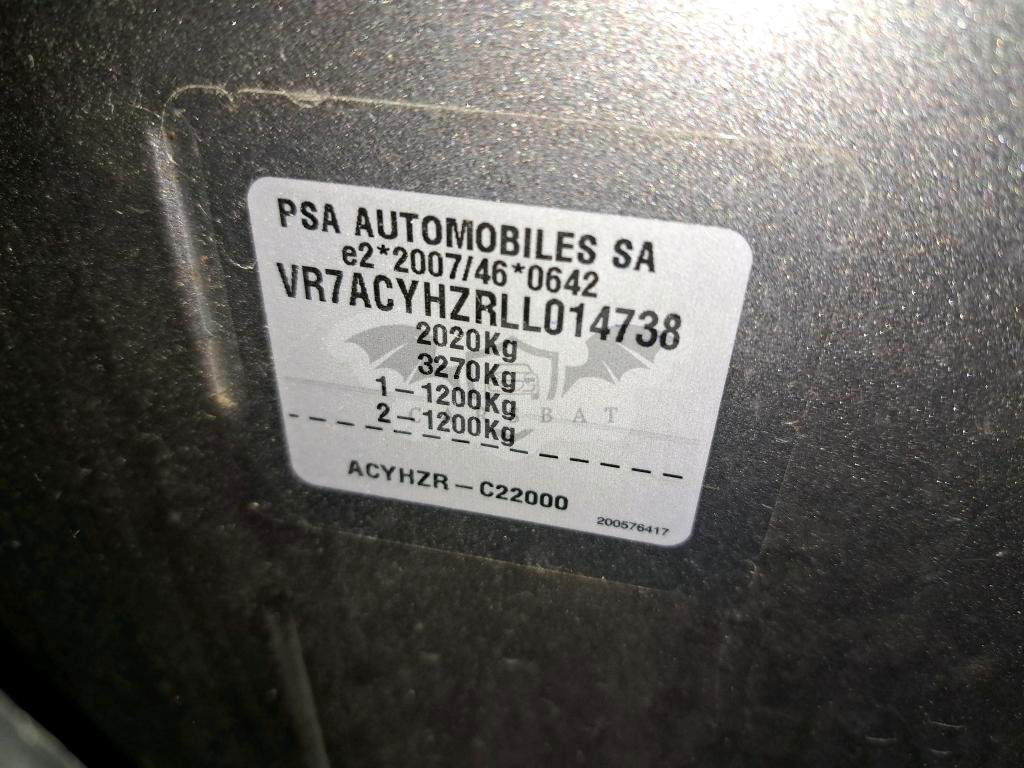 PSA AUTOMOBILES SA
e2*2007/46*0642
VR7ACYHZRLL014738
2020Kg
3270Kg
1-1200Kg
2-1200Kg
ACYHZR-C22000
200576417